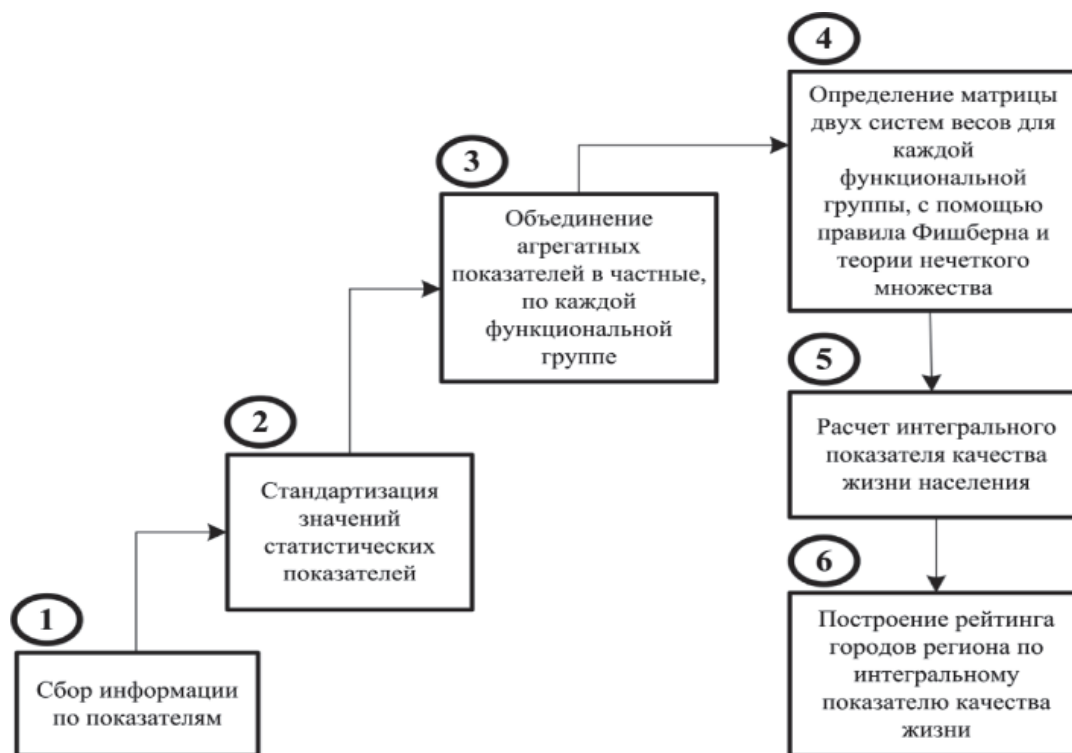 1
Сбор информации
по показателям
2
Стандартизация
значений
статистических
показателей
3
Объединение
агрегатных
показателей в частные,
по каждой
функциональной
группе
4
Определение матрицы
двух систем весов для
каждой
функциональной
группы, с помощью
правила Фишберна и
теории нечеткого
множества
5
Расчет интегрального
показателя качества
жизни населения
6
Построение рейтинга
городов региона по
интегральному
показателю качества
жизни